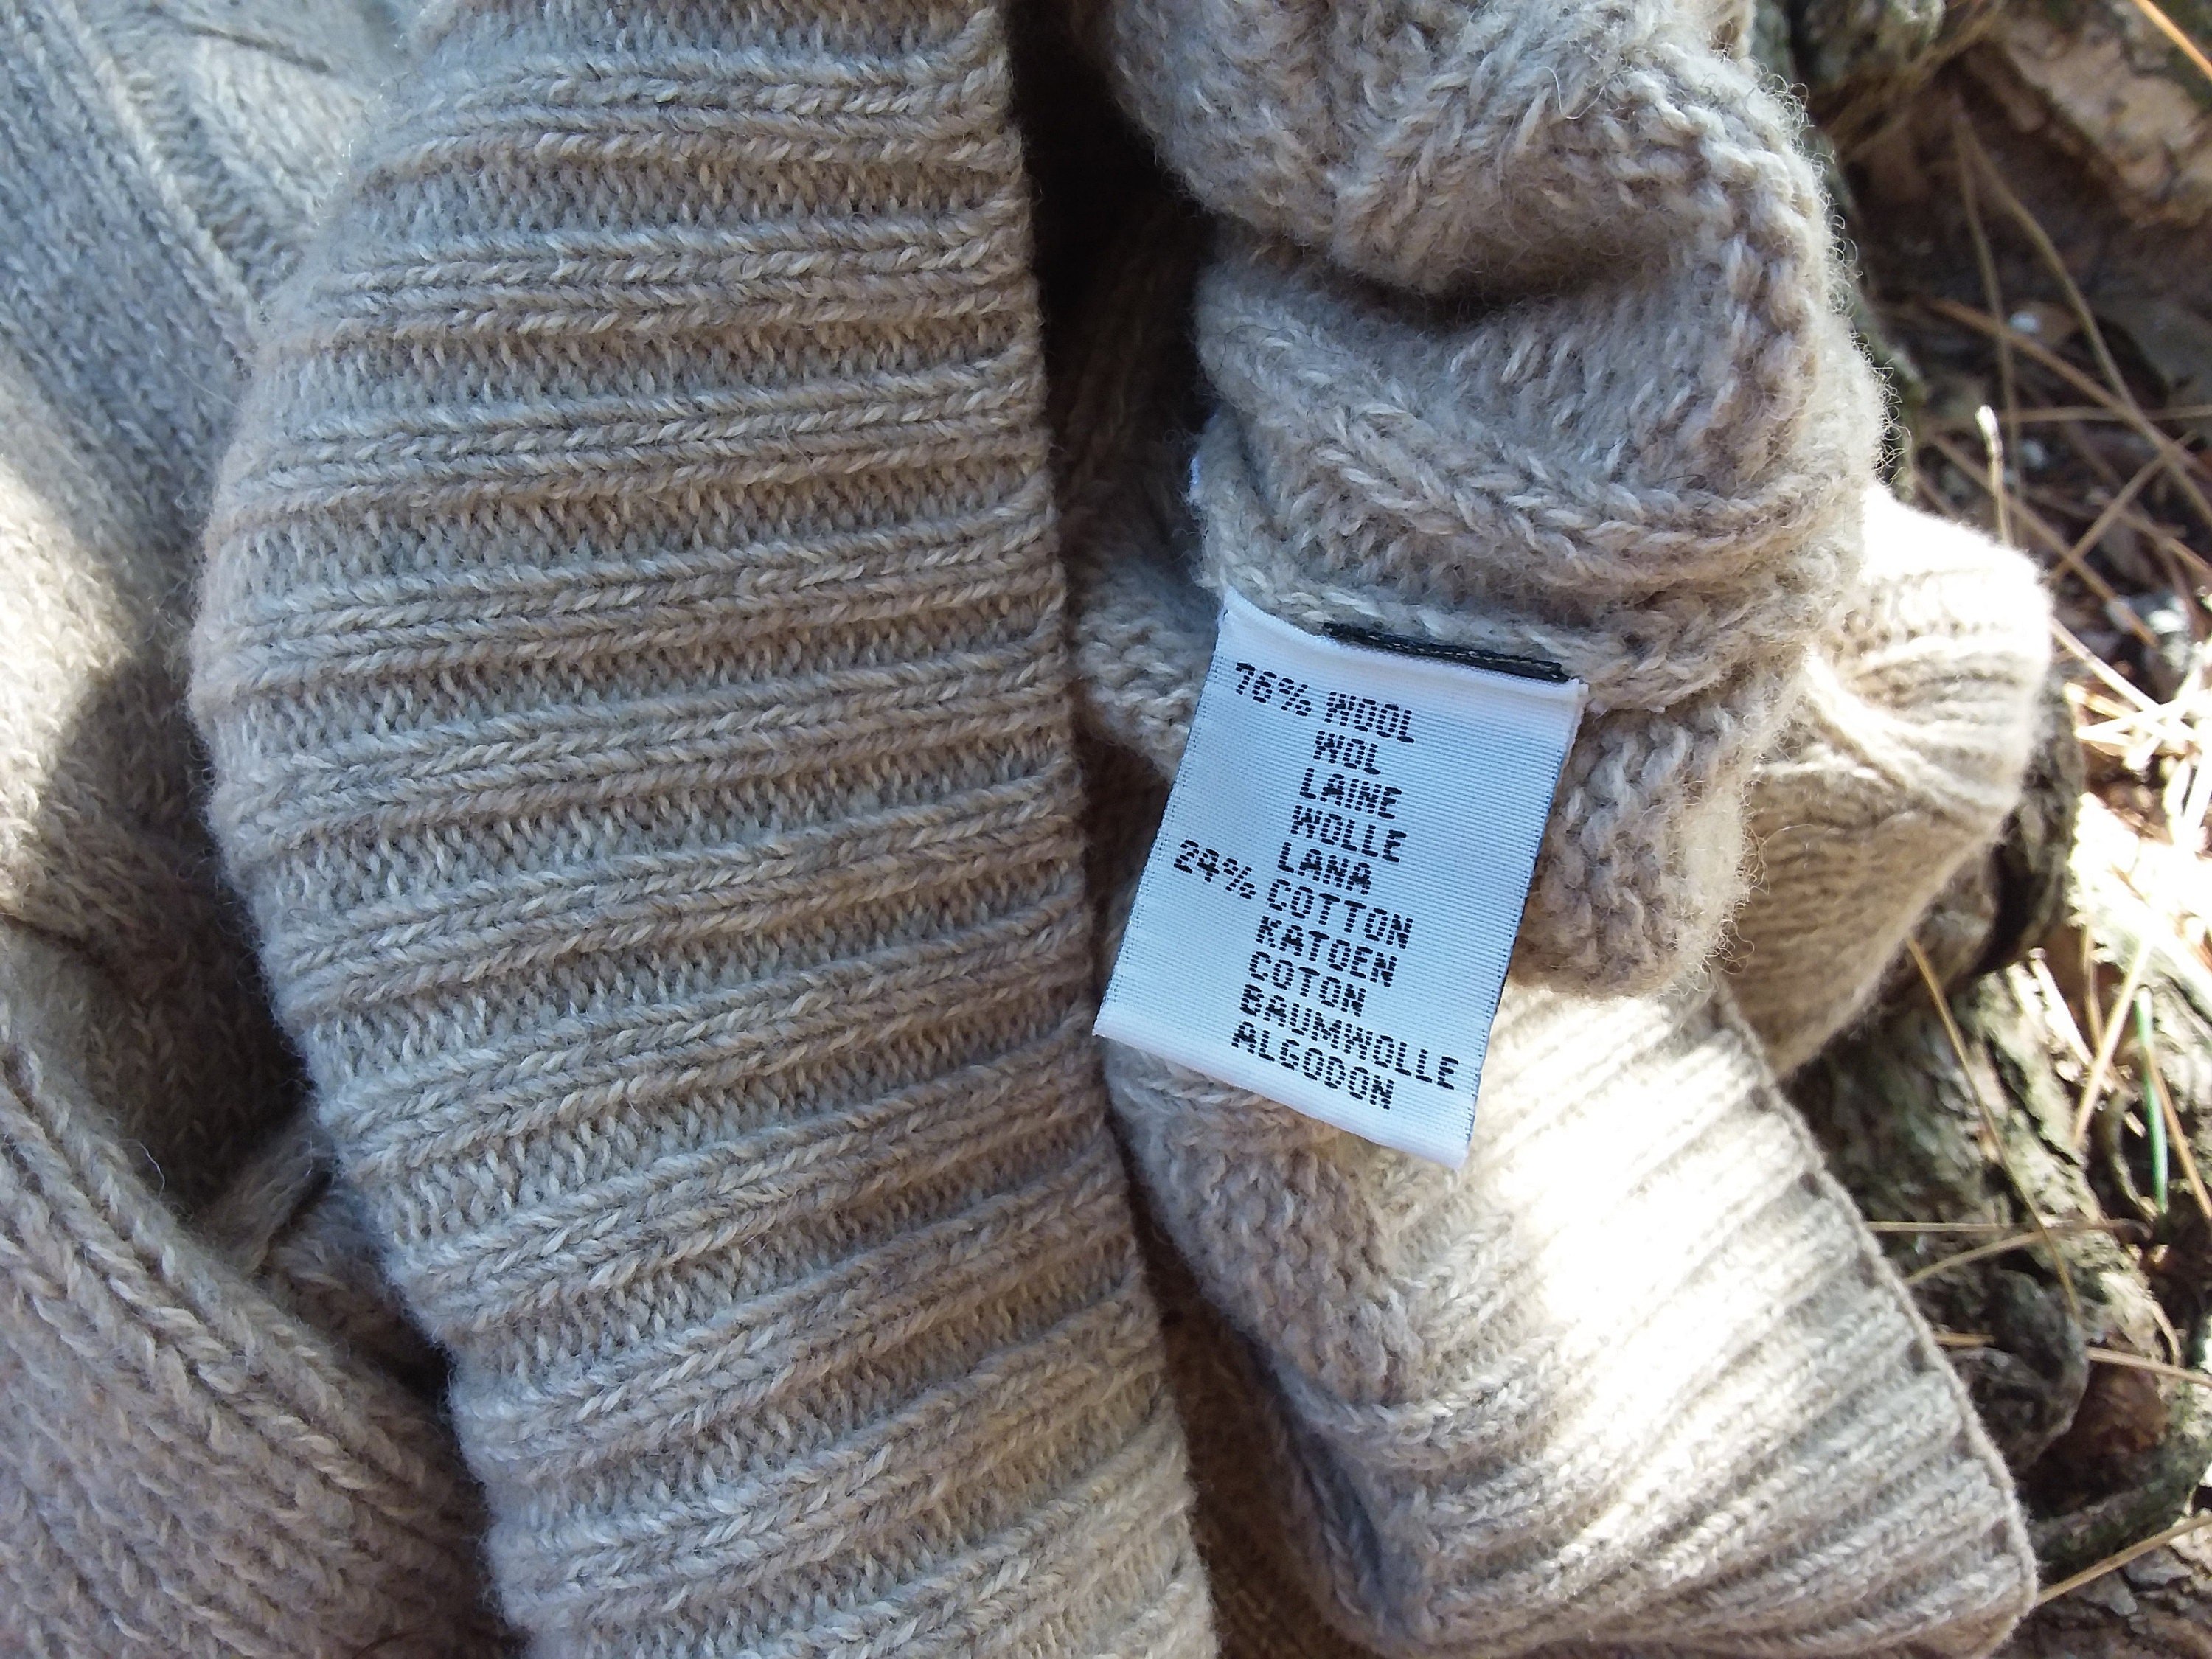 76% WOOL
WOL
LAINE
WOLLE
LANA
24% COTTON
KATOEN
COTON
BAUMWOLLE
ALGODON